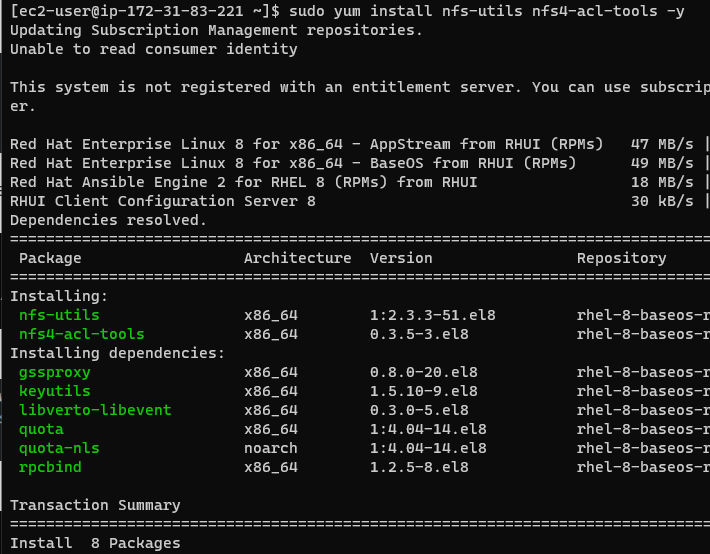 [ec2-user@ip-172-31-83-221 ~]$ sudo yum install nfs-utils nfs4-acl-tools -y
Updating Subscription Management repositories.
Unable to read consumer identity
This system is not registered with an entitlement server. You can use subscrip
er.
Red Hat Enterprise Linux 8 for x86_64 - AppStream from RHUI (RPMs)   47 MB/s |
Red Hat Enterprise Linux 8 for x86_64 - BaseOS from RHUI (RPMs)      49 MB/s |
Red Hat Ansible Engine 2 for RHEL 8 (RPMs) from RHUI                 18 MB/s |
RHUI Client Configuration Server 8                                   30 kB/s |
Dependencies resolved.
================================================================================
 Package                  Architecture  Version                Repository
================================================================================
Installing:
 nfs-utils                x86_64        1:2.3.3-51.el8         rhel-8-baseos-r
 nfs4-acl-tools           x86_64        0.3.5-3.el8            rhel-8-baseos-r
Installing dependencies:
 gssproxy                 x86_64        0.8.0-20.el8           rhel-8-baseos-r
 keyutils                 x86_64        1.5.10-9.el8           rhel-8-baseos-r
 libverto-libevent        x86_64        0.3.0-5.el8            rhel-8-baseos-r
 quota                    x86_64        1:4.04-14.el8          rhel-8-baseos-r
 quota-nls                noarch        1:4.04-14.el8          rhel-8-baseos-r
 rpcbind                  x86_64        1.2.5-8.el8            rhel-8-baseos-r
Transaction Summary
================================================================================
Install  8 Packages